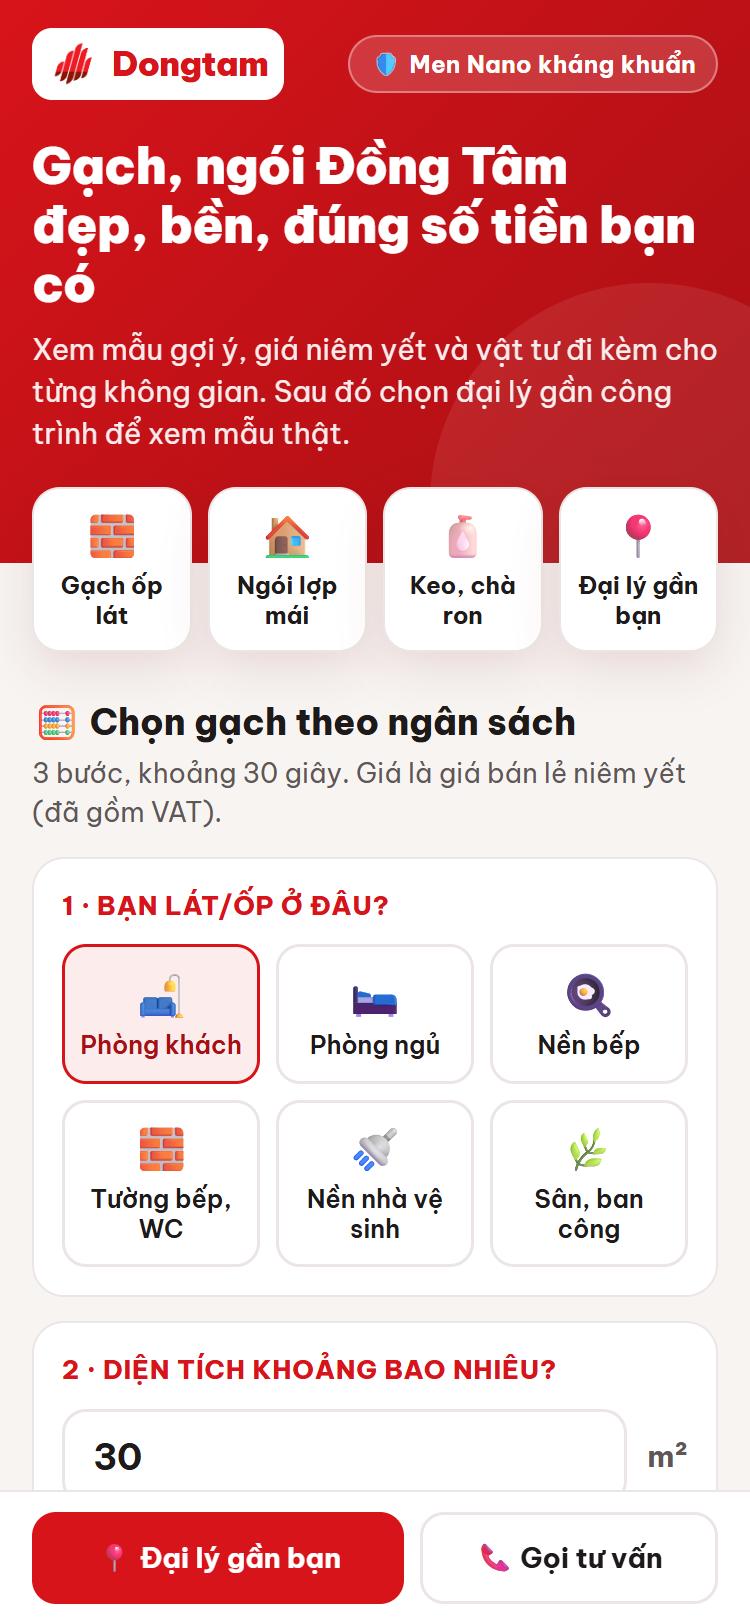 Dongtam
Men Nano kháng khuẩn
Gạch, ngói Đồng Tâm
đẹp, bền, đúng số tiền bạn
có
Xem mẫu gợi ý, giá niêm yết và vật tư đi kèm cho
từng không gian. Sau đó chọn đại lý gần công
trình để xem mẫu thật.
Gạch ốp
lát
Ngói lợp
mái
Keo, chà
ron
Đại lý gần
bạn
Chọn gạch theo ngân sách
3 bước, khoảng 30 giây. Giá là giá bán lẻ niêm yết
(đã gồm VAT).
1 · BẠN LÁT/ỐP Ở ĐÂU?
Phòng khách
Phòng ngủ
Nền bếp
Tường bếp,
WC
Nền nhà vệ
sinh
Sân, ban
công
2 · DIỆN TÍCH KHOẢNG BAO NHIÊU?
30
m²
Đại lý gần bạn
Gọi tư vấn